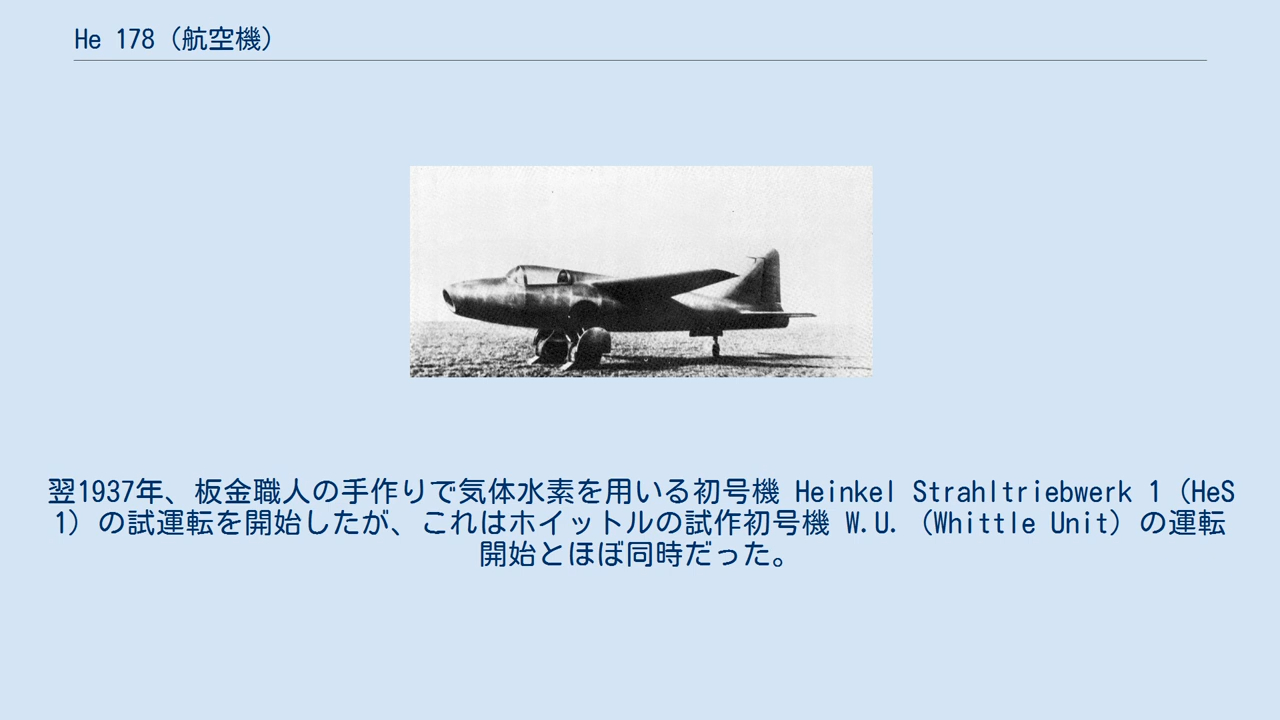 He 178（航空機）
翌1937年、板金職人の手作りで気体水素を用いる初号機 Heinkel Strahltriebwerk 1（HeS
1）の試運転を開始したが、これはホイットルの試作初号機 W.U.（Whittle Unit）の運転
開始とほぼ同時だった。